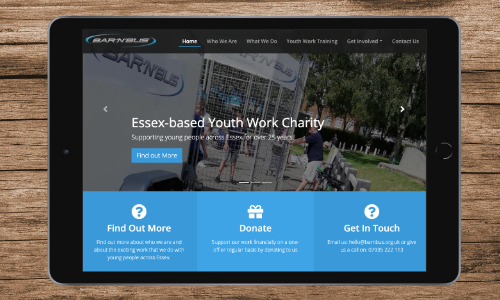 BAR'N'BUS
Home Who We Are What We Do Youth Work Training Get Involved Contact Us
BAR'N'BUS
Essex-based Youth Work Charity
Supporting young people across Essex for over 25 years.
Find out More
Find Out More
Find out more about who we are and
about the exciting work that we do with
young people across Essex
Donate
Support our work financially on a one-
off or regular basis by donating to us
Get In Touch
Email us: hello@barnbus.org.uk or give
us a call on: 07035 222 113